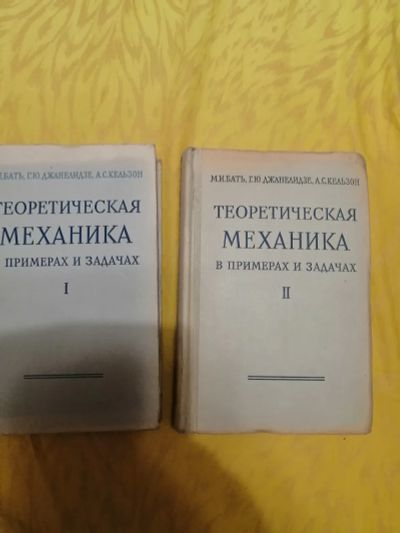 М.И.БАТЬ, Г.Ю.ДЖАНЕЛИДЗЕ, А.С.КЕЛЬЗОН
ТЕОРЕТИЧЕСКАЯ
МЕХАНИКА
ПРИМЕРАХ И ЗАДАЧАХ
I
М.И.БАТЬ, Г.Ю.ДЖАНЕЛИДЗЕ, А.С.КЕЛЬЗОН
ТЕОРЕТИЧЕСКАЯ
МЕХАНИКА
В ПРИМЕРАХ И ЗАДАЧАХ
II